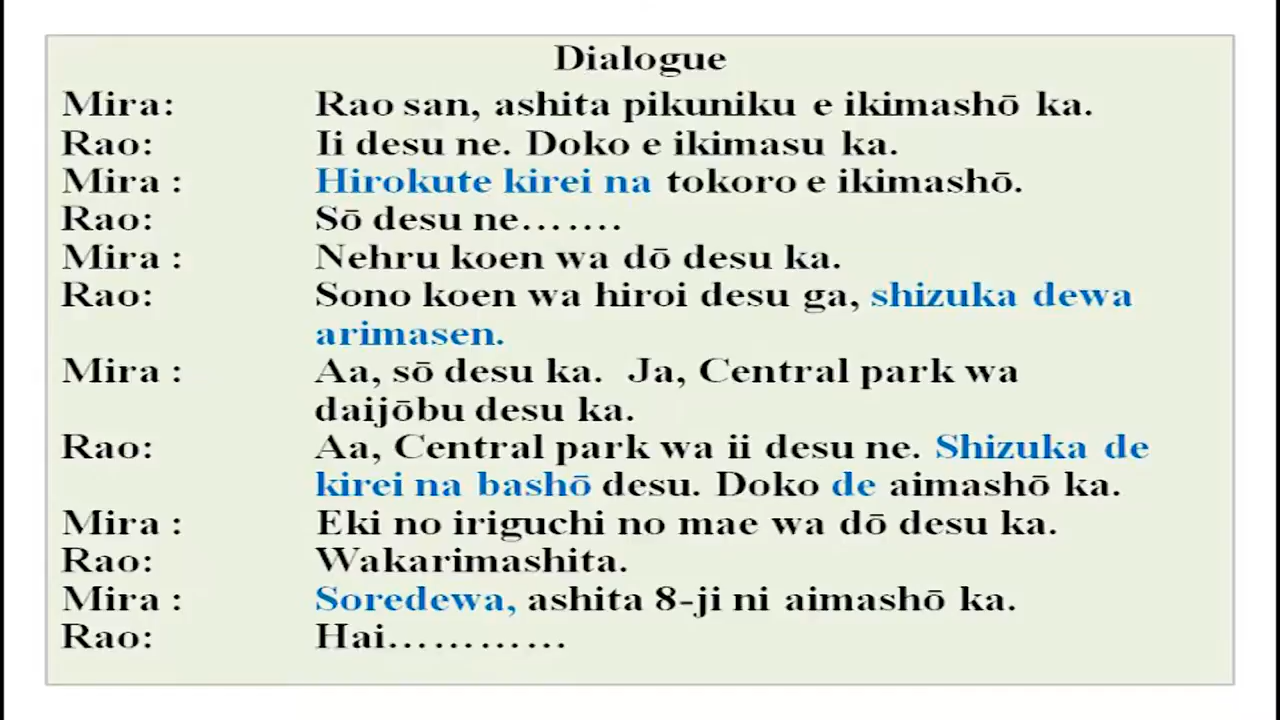 Dialogue
Mira: Rao san, ashita pikuniku e ikimashō ka.
Rao: Ii desu ne. Doko e ikimasu ka.
Mira : Hirokute kirei na tokoro e ikimashō.
Rao: Sō desu ne…….
Mira : Nehru koen wa dō desu ka.
Rao: Sono koen wa hiroi desu ga, shizuka dewa
arimasen.
Mira : Aa, sō desu ka. Ja, Central park wa
daijōbu desu ka.
Rao: Aa, Central park wa ii desu ne. Shizuka de
kirei na bashō desu. Doko de aimashō ka.
Mira : Eki no iriguchi no mae wa dō desu ka.
Rao: Wakarimashita.
Mira : Soredewa, ashita 8-ji ni aimashō ka.
Rao: Hai…………